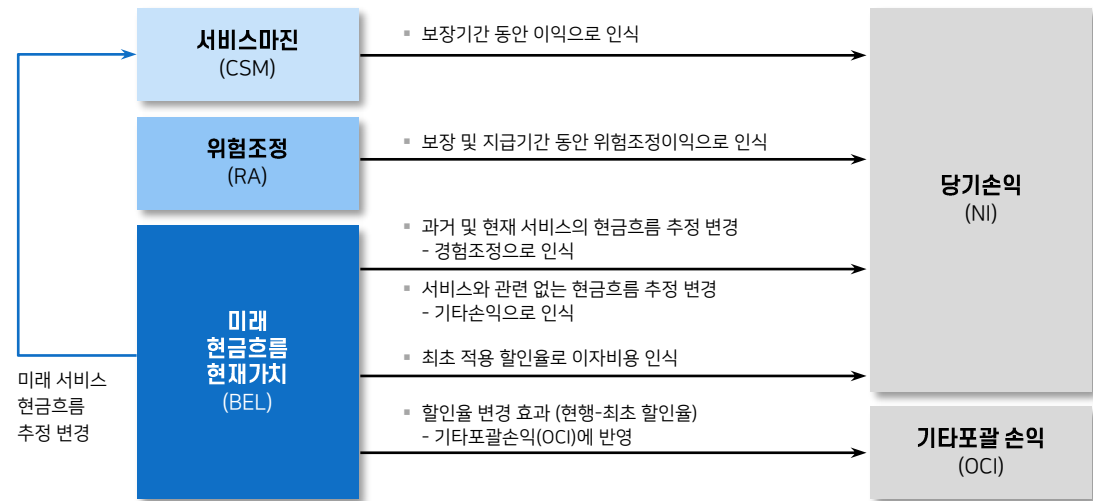 서비스마진
(CSM)
▪ 보장기간 동안 이익으로 인식
위험조정
(RA)
▪ 보장 및 지급기간 동안 위험조정이익으로 인식
당기손익
(NI)
▪ 과거 및 현재 서비스의 현금흐름 추정 변경
- 경험조정으로 인식
▪ 서비스와 관련 없는 현금흐름 추정 변경
- 기타손익으로 인식
미래
현금흐름
현재가치
(BEL)
▪ 최초 적용 할인율로 이자비용 인식
미래 서비스
현금흐름
추정 변경
▪ 할인율 변경 효과 (현행-최초 할인율)
- 기타포괄손익(OCI)에 반영
기타포괄 손익
(OCI)